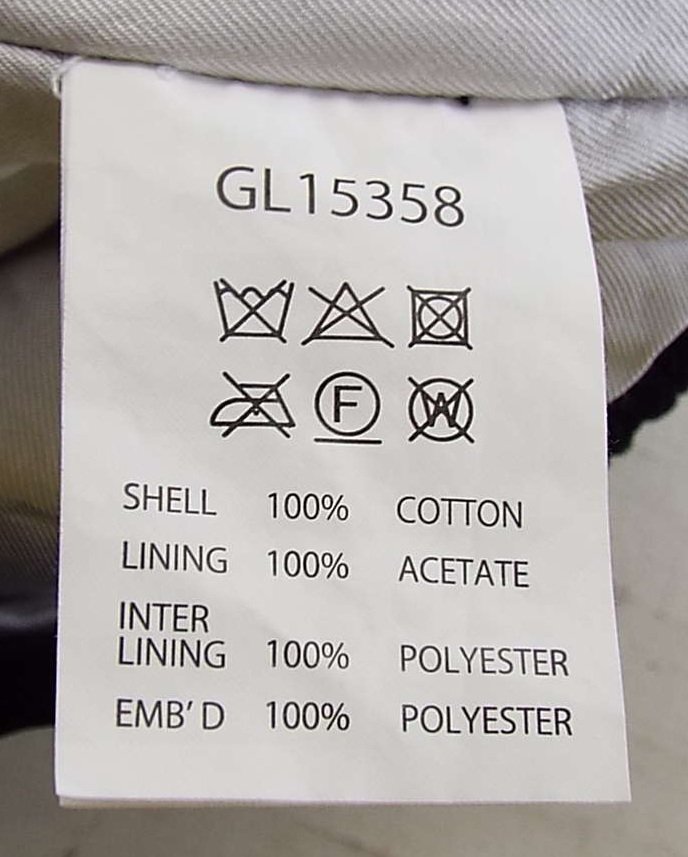 GL15358
F W
SHELL 100% COTTON
LINING 100% ACETATE
INTER
LINING 100% POLYESTER
EMB' D 100% POLYESTER